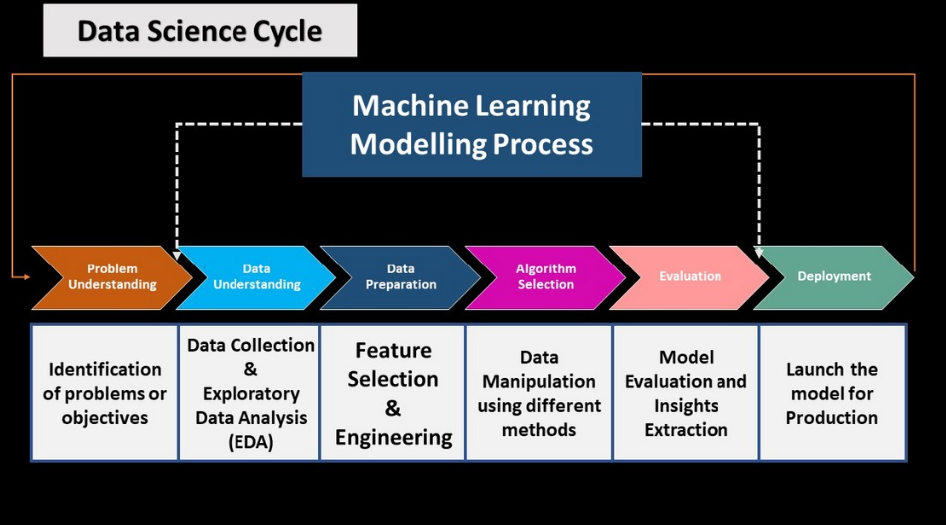 Data Science Cycle
Machine Learning
Modelling Process
Problem
Understanding
Data
Understanding
Data
Preparation
Algorithm
Selection
Evaluation
Deployment
Identification
of problems or
objectives
Data Collection
&
Exploratory
Data Analysis
(EDA)
Feature
Selection
&
Engineering
Data
Manipulation
using different
methods
Model
Evaluation and
Insights
Extraction
Launch the
model for
Production